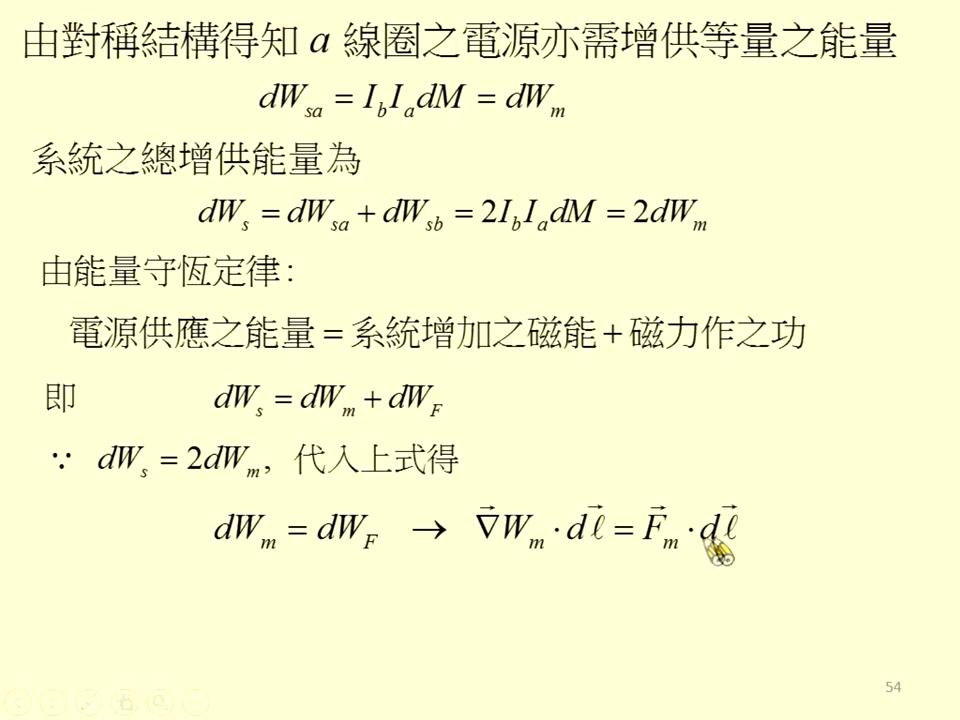 由對稱結構得知 a 線圈之電源亦需增供等量之能量
dW_sa = I_b I_a dM = dW_m
系統之總增供能量為
dW_s = dW_sa + dW_sb = 2I_b I_a dM = 2dW_m
由能量守恆定律:
電源供應之能量 = 系統增加之磁能 + 磁力作之功
即 dW_s = dW_m + dW_F
∵ dW_s = 2dW_m, 代入上式得
dW_m = dW_F → ∇⃗W_m · dℓ⃗ = F⃗_m · dℓ⃗
54